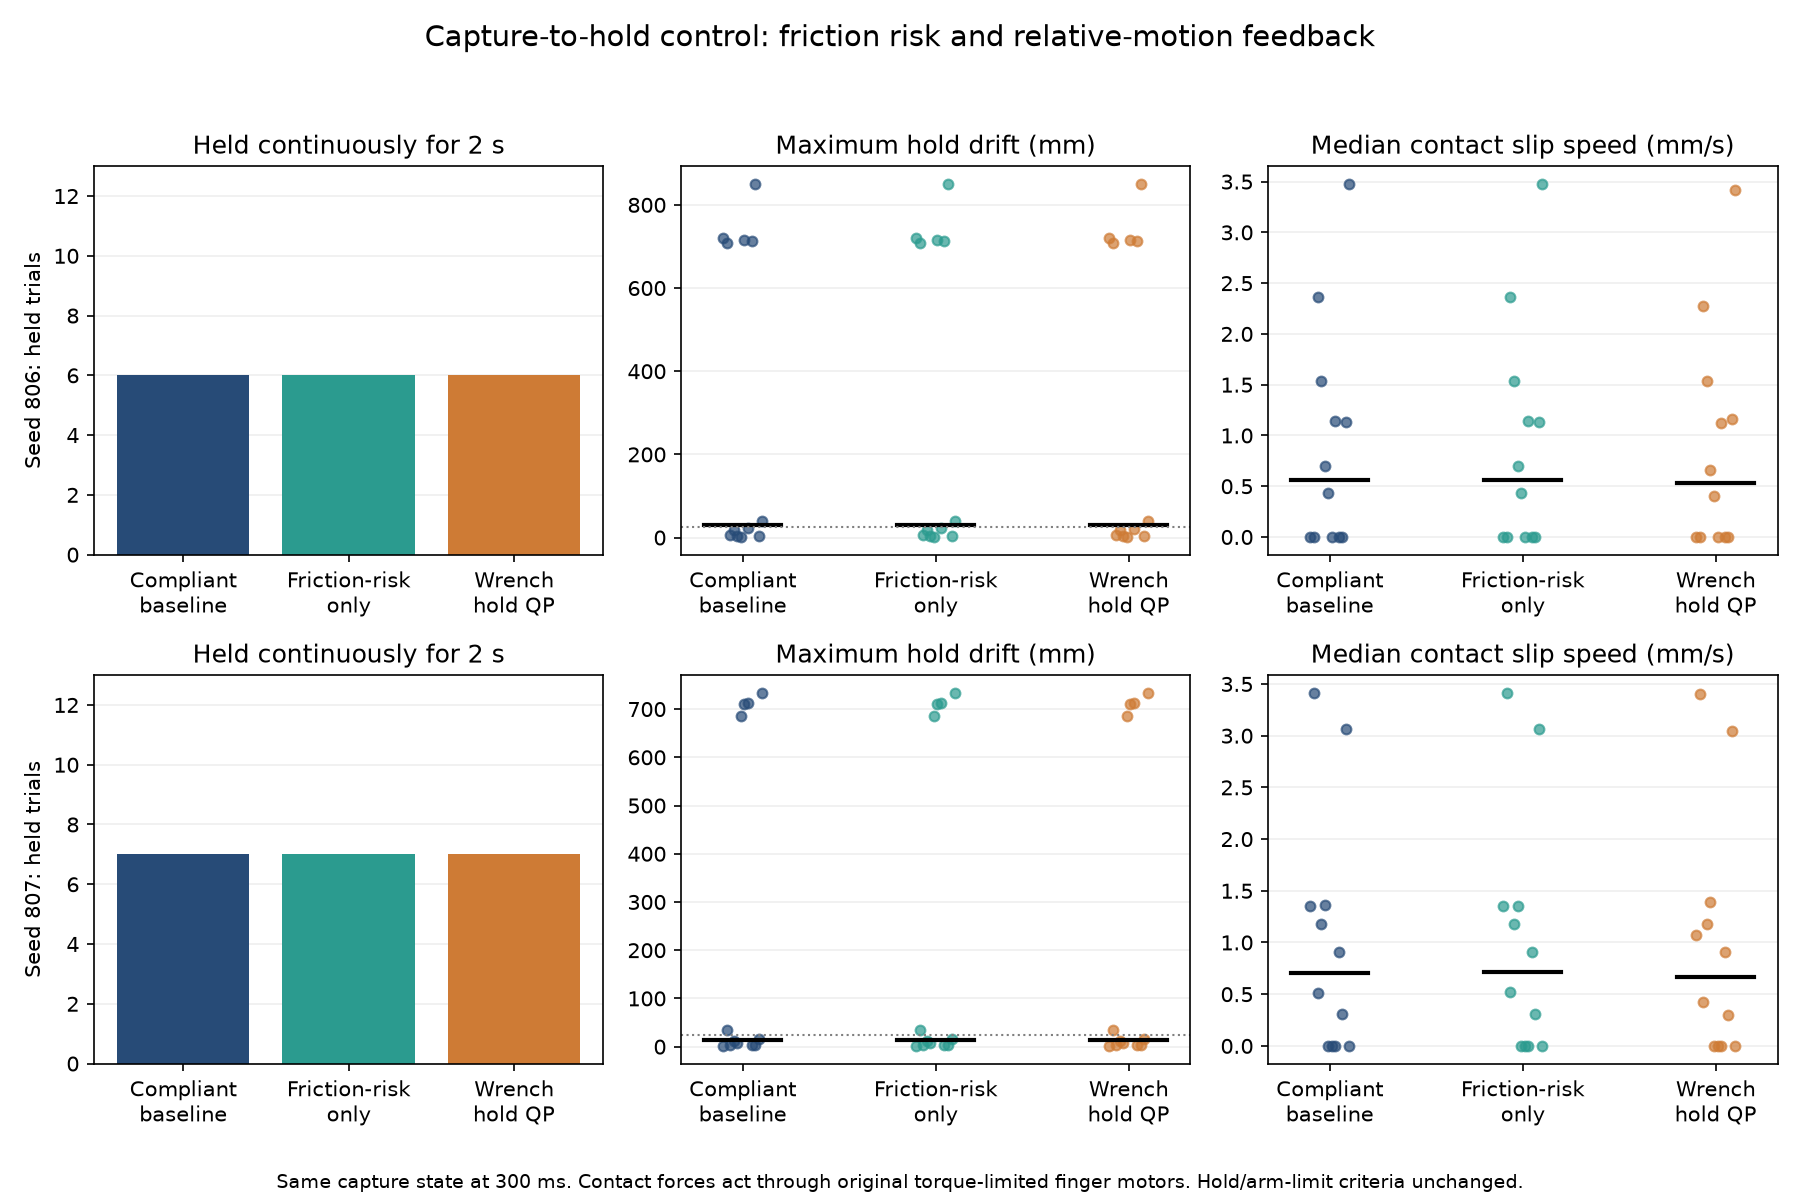 Capture-to-hold control: friction risk and relative-motion feedback
Held continuously for 2 s
Seed 806: held trials
12
10
8
6
4
2
0
Compliant
baseline
Friction-risk
only
Wrench
hold QP
Maximum hold drift (mm)
800
600
400
200
0
Compliant
baseline
Friction-risk
only
Wrench
hold QP
Median contact slip speed (mm/s)
3.5
3.0
2.5
2.0
1.5
1.0
0.5
0.0
Compliant
baseline
Friction-risk
only
Wrench
hold QP
Held continuously for 2 s
Seed 807: held trials
12
10
8
6
4
2
0
Compliant
baseline
Friction-risk
only
Wrench
hold QP
Maximum hold drift (mm)
700
600
500
400
300
200
100
0
Compliant
baseline
Friction-risk
only
Wrench
hold QP
Median contact slip speed (mm/s)
3.5
3.0
2.5
2.0
1.5
1.0
0.5
0.0
Compliant
baseline
Friction-risk
only
Wrench
hold QP
Same capture state at 300 ms. Contact forces act through original torque-limited finger motors. Hold/arm-limit criteria unchanged.